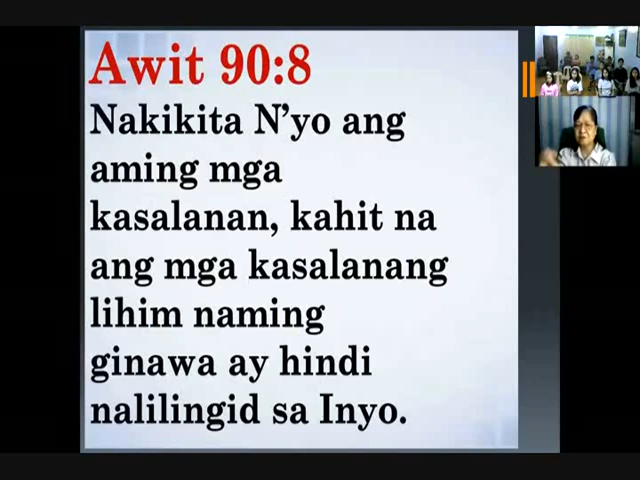 Awit 90:8
Nakikita N’yo ang
aming mga
kasalanan, kahit na
ang mga kasalanang
lihim naming
ginawa ay hindi
nalilingid sa Inyo.